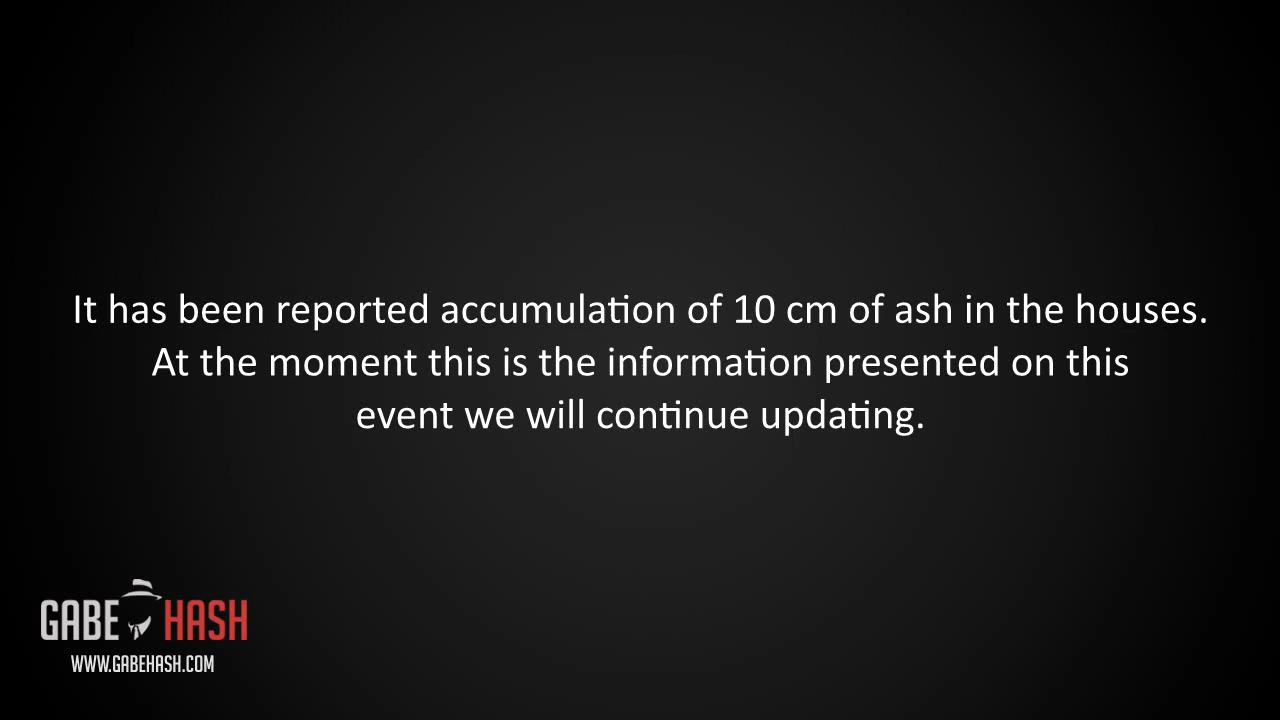 It has been reported accumulation of 10 cm of ash in the houses.
At the moment this is the information presented on this
event we will continue updating.
GABE HASH
WWW.GABEHASH.COM